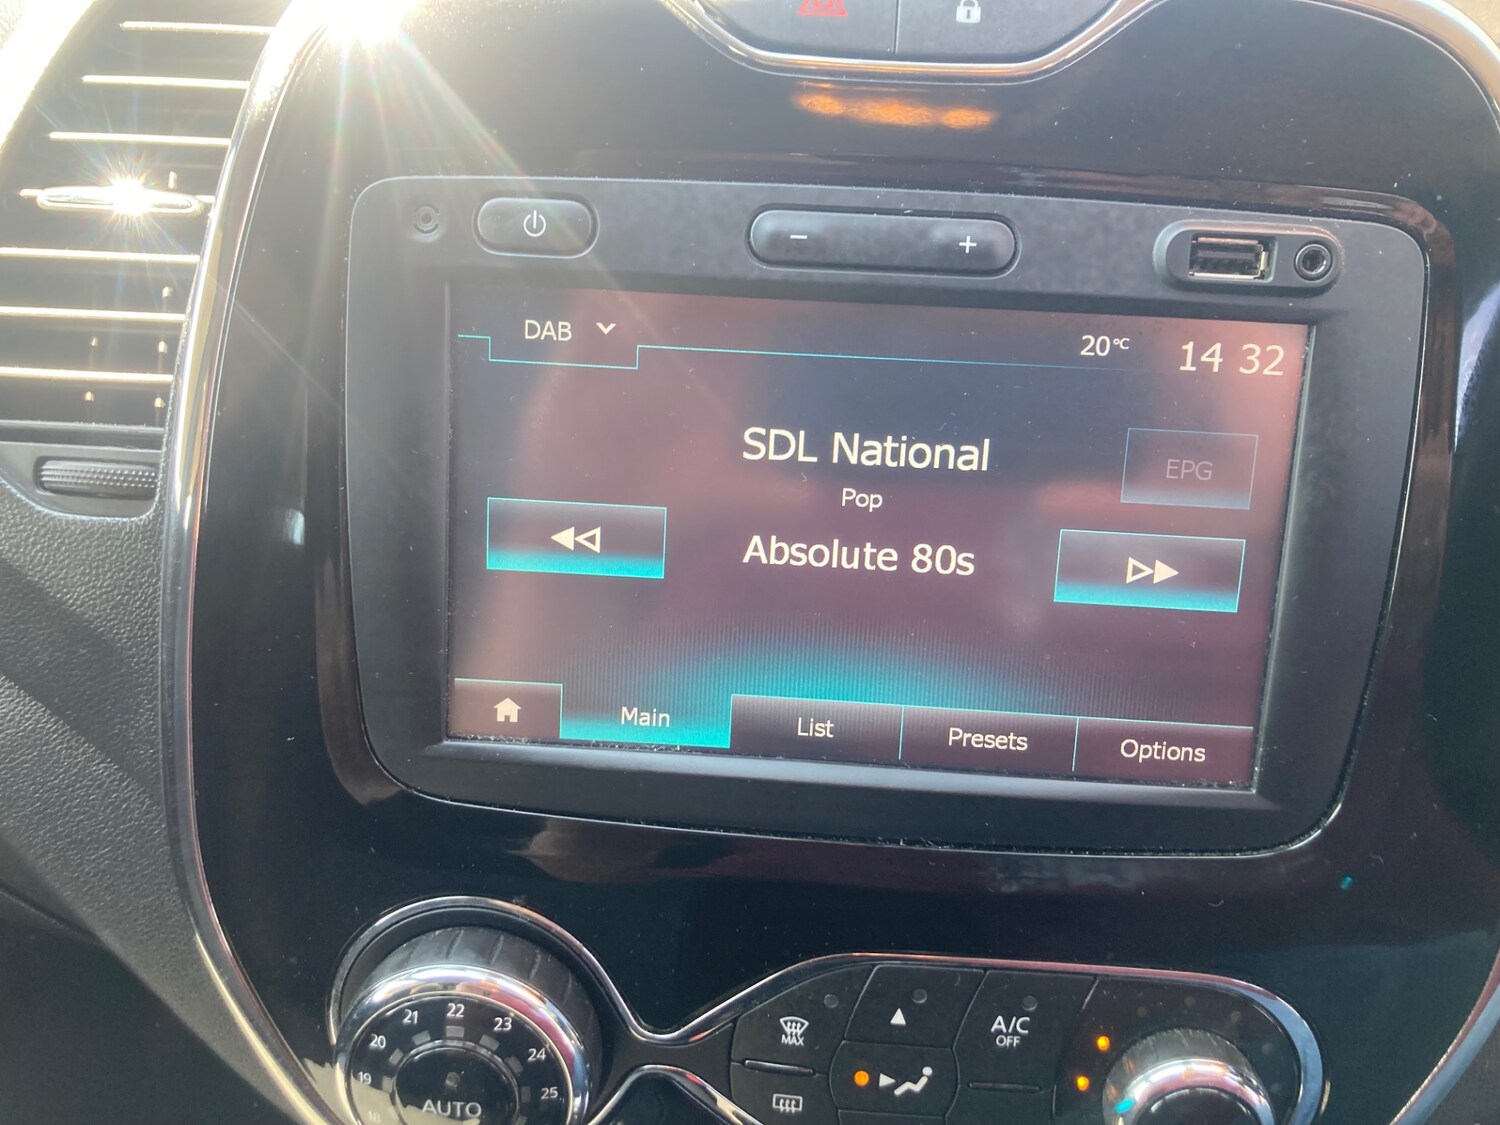 DAB
20°C
14 32
SDL National
EPG
Pop
Absolute 80s
Main
List
Presets
Options
18
19
20
21
22
23
24
25
AUTO
MAX
A/C
OFF